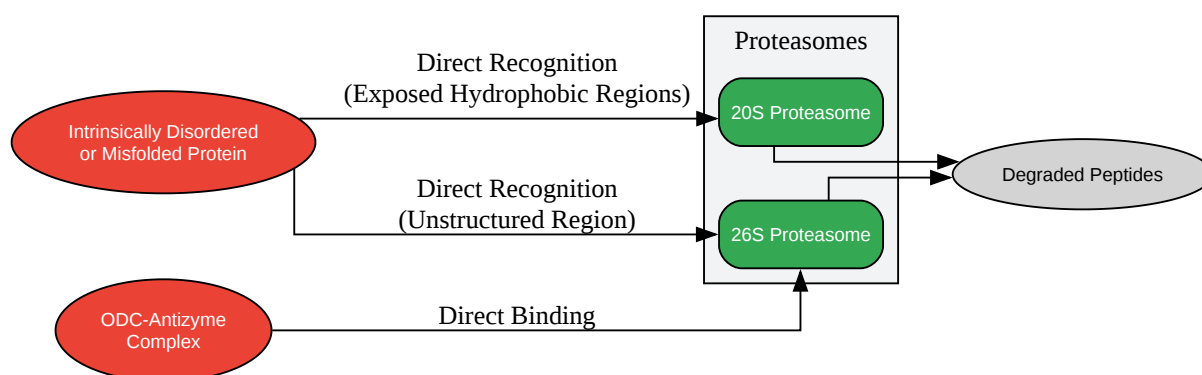 Proteasomes
Direct Recognition
(Exposed Hydrophobic Regions)
20S Proteasome
Intrinsically Disordered
or Misfolded Protein
Degraded Peptides
Direct Recognition
(Unstructured Region)
26S Proteasome
ODC-Antizyme
Complex
Direct Binding